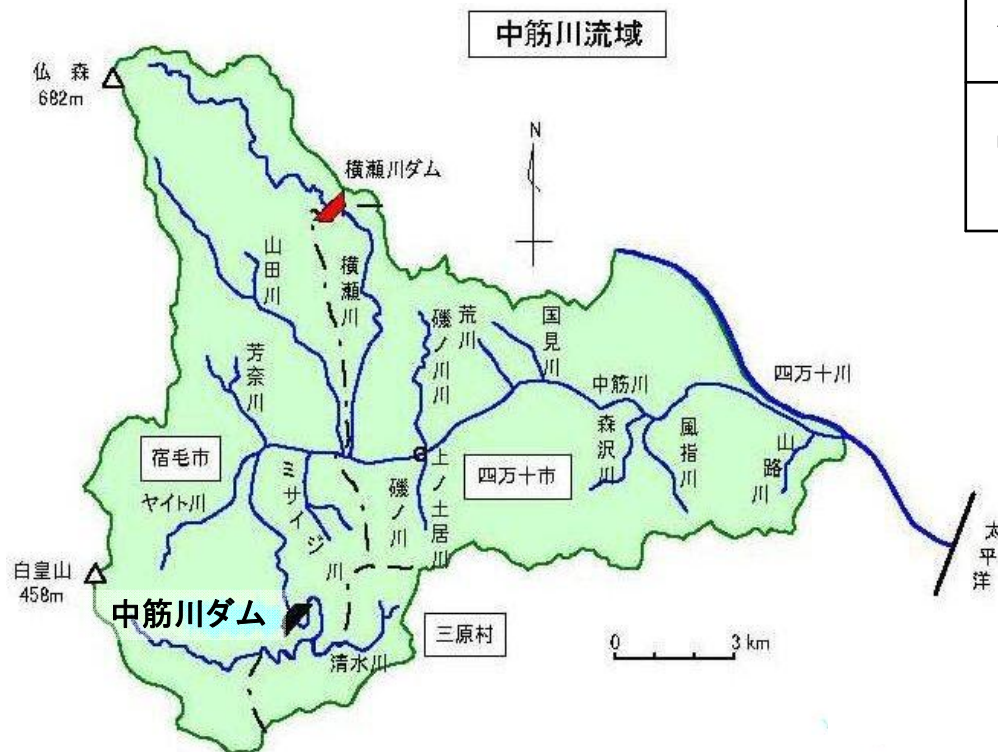 中筋川流域
仏 森
682m
N
横瀬川ダム
山田川
横瀬川
磯ノ川川
荒川
国見川
芳奈川
中筋川
四万十川
森沢川
風指川
山路川
宿毛市
ミサイジ川
磯ノ川
上ノ土居川
四万十市
ヤイト川
太平洋
白皇山
458m
中筋川ダム
三原村
清水川
0 3 km